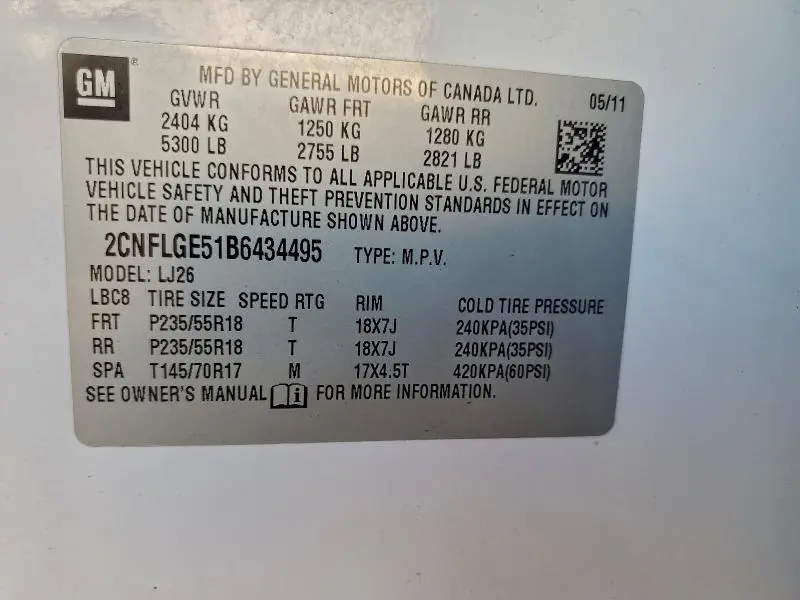 GM ®
MFD BY GENERAL MOTORS OF CANADA LTD. 05/11
GVWR GAWR FRT GAWR RR
2404 KG 1250 KG 1280 KG
5300 LB 2755 LB 2821 LB
THIS VEHICLE CONFORMS TO ALL APPLICABLE U.S. FEDERAL MOTOR
VEHICLE SAFETY AND THEFT PREVENTION STANDARDS IN EFFECT ON
THE DATE OF MANUFACTURE SHOWN ABOVE.
2CNFLGE51B6434495 TYPE: M.P.V.
MODEL: LJ26
LBC8 TIRE SIZE SPEED RTG RIM COLD TIRE PRESSURE
FRT P235/55R18 T 18X7J 240KPA(35PSI)
RR P235/55R18 T 18X7J 240KPA(35PSI)
SPA T145/70R17 M 17X4.5T 420KPA(60PSI)
SEE OWNER'S MANUAL i FOR MORE INFORMATION.